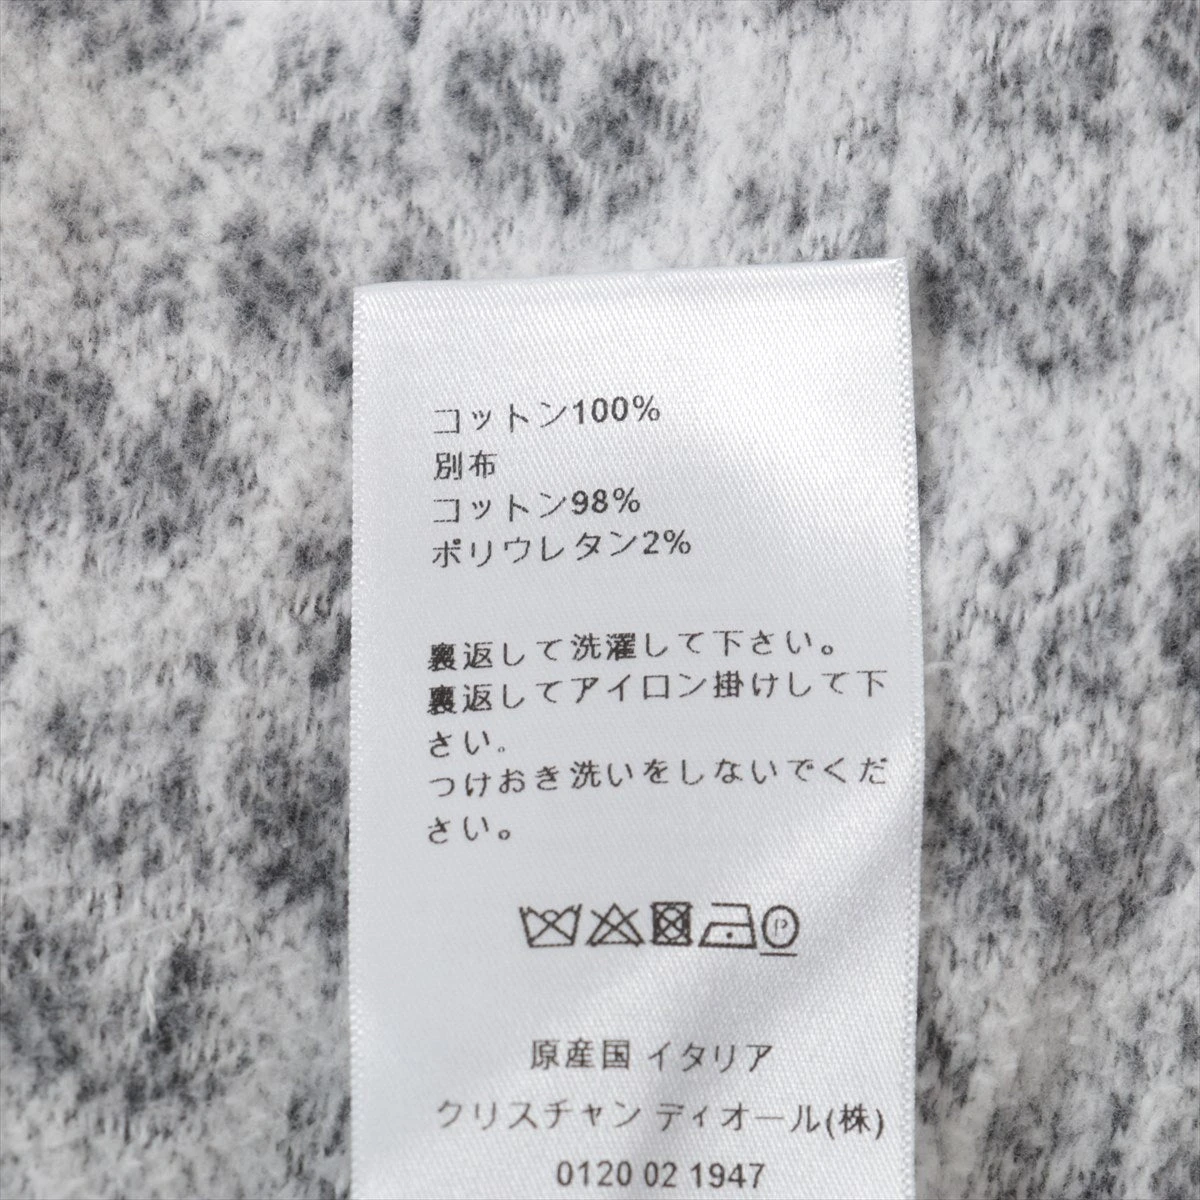 コットン100%
別布
コットン98%
ポリウレタン2%
裏返して洗濯して下さい。
裏返してアイロン掛けして下
さい。
つけおき洗いをしないでくだ
さい。
P
原産国 イタリア
クリスチャン ディオール(株)
0120 02 1947